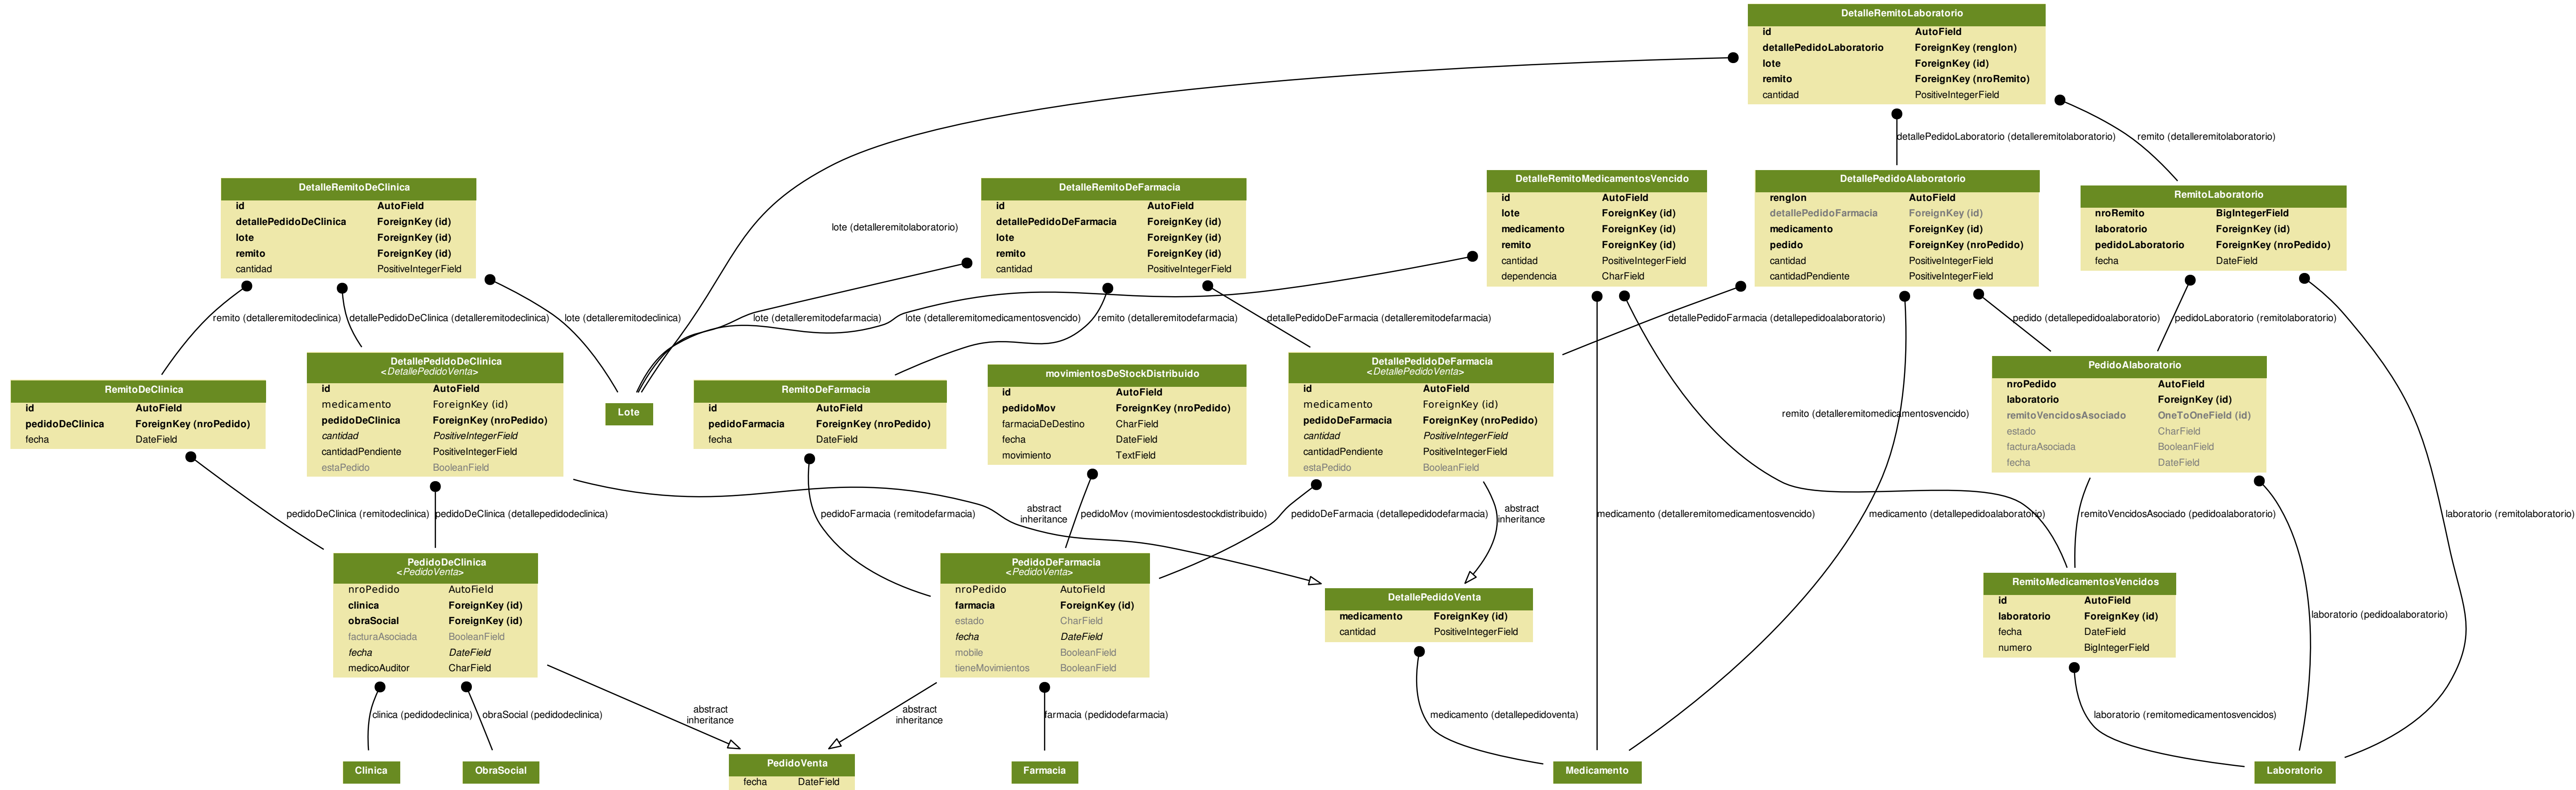 DetalleRemitoLaboratorio
id AutoField
detallePedidoLaboratorio ForeignKey (renglon)
lote ForeignKey (id)
remito ForeignKey (nroRemito)
cantidad PositiveIntegerField
detallePedidoLaboratorio (detalleremitolaboratorio)
remito (detalleremitolaboratorio)
DetalleRemitoDeClinica
id AutoField
detallePedidoDeClinica ForeignKey (id)
lote ForeignKey (id)
remito ForeignKey (id)
cantidad PositiveIntegerField
lote (detalleremitolaboratorio)
DetalleRemitoDeFarmacia
id AutoField
detallePedidoDeFarmacia ForeignKey (id)
lote ForeignKey (id)
remito ForeignKey (id)
cantidad PositiveIntegerField
DetalleRemitoMedicamentosVencido
id AutoField
lote ForeignKey (id)
medicamento ForeignKey (id)
remito ForeignKey (id)
cantidad PositiveIntegerField
dependencia CharField
DetallePedidoAlaboratorio
renglon AutoField
detallePedidoFarmacia ForeignKey (id)
medicamento ForeignKey (id)
pedido ForeignKey (nroPedido)
cantidad PositiveIntegerField
cantidadPendiente PositiveIntegerField
RemitoLaboratorio
nroRemito BigIntegerField
laboratorio ForeignKey (id)
pedidoLaboratorio ForeignKey (nroPedido)
fecha DateField
remito (detalleremitodeclinica)
detallePedidoDeClinica (detalleremitodeclinica)
lote (detalleremitodeclinica)
lote (detalleremitodefarmacia)
lote (detalleremitomedicamentosvencido)
remito (detalleremitodefarmacia)
detallePedidoDeFarmacia (detalleremitodefarmacia)
detallePedidoFarmacia (detallepedidoalaboratorio)
pedido (detallepedidoalaboratorio)
pedidoLaboratorio (remitolaboratorio)
RemitoDeClinica
id AutoField
pedidoDeClinica ForeignKey (nroPedido)
fecha DateField
DetallePedidoDeClinica
<DetallePedidoVenta>
id AutoField
medicamento ForeignKey (id)
pedidoDeClinica ForeignKey (nroPedido)
cantidad PositiveIntegerField
cantidadPendiente PositiveIntegerField
estaPedido BooleanField
Lote
RemitoDeFarmacia
id AutoField
pedidoFarmacia ForeignKey (nroPedido)
fecha DateField
movimientosDeStockDistribuido
id AutoField
pedidoMov ForeignKey (nroPedido)
farmaciaDeDestino CharField
fecha DateField
movimiento TextField
DetallePedidoDeFarmacia
<DetallePedidoVenta>
id AutoField
medicamento ForeignKey (id)
pedidoDeFarmacia ForeignKey (nroPedido)
cantidad PositiveIntegerField
cantidadPendiente PositiveIntegerField
estaPedido BooleanField
remito (detalleremitomedicamentosvencido)
PedidoAlaboratorio
nroPedido AutoField
laboratorio ForeignKey (id)
remitoVencidosAsociado OneToOneField (id)
estado CharField
facturaAsociada BooleanField
fecha DateField
pedidoDeClinica (remitodeclinica)
pedidoDeClinica (detallepedidodeclinica)
pedidoFarmacia (remitodefarmacia)
abstract
inheritance
pedidoMov (movimientosdestockdistribuido)
pedidoDeFarmacia (detallepedidodefarmacia)
abstract
inheritance
medicamento (detalleremitomedicamentosvencido)
medicamento (detallepedidoalaboratorio)
remitoVencidosAsociado (pedidoalaboratorio)
laboratorio (remitolaboratorio)
PedidoDeClinica
<PedidoVenta>
nroPedido AutoField
clinica ForeignKey (id)
obraSocial ForeignKey (id)
facturaAsociada BooleanField
fecha DateField
medicoAuditor CharField
PedidoDeFarmacia
<PedidoVenta>
nroPedido AutoField
farmacia ForeignKey (id)
estado CharField
fecha DateField
mobile BooleanField
tieneMovimientos BooleanField
DetallePedidoVenta
medicamento ForeignKey (id)
cantidad PositiveIntegerField
RemitoMedicamentosVencidos
id AutoField
laboratorio ForeignKey (id)
fecha DateField
numero BigIntegerField
laboratorio (pedidoalaboratorio)
clinica (pedidodeclinica)
obraSocial (pedidodeclinica)
abstract
inheritance
abstract
inheritance
farmacia (pedidodefarmacia)
medicamento (detallepedidoventa)
laboratorio (remitomedicamentosvencidos)
Clinica
ObraSocial
PedidoVenta
fecha DateField
Farmacia
Medicamento
Laboratorio